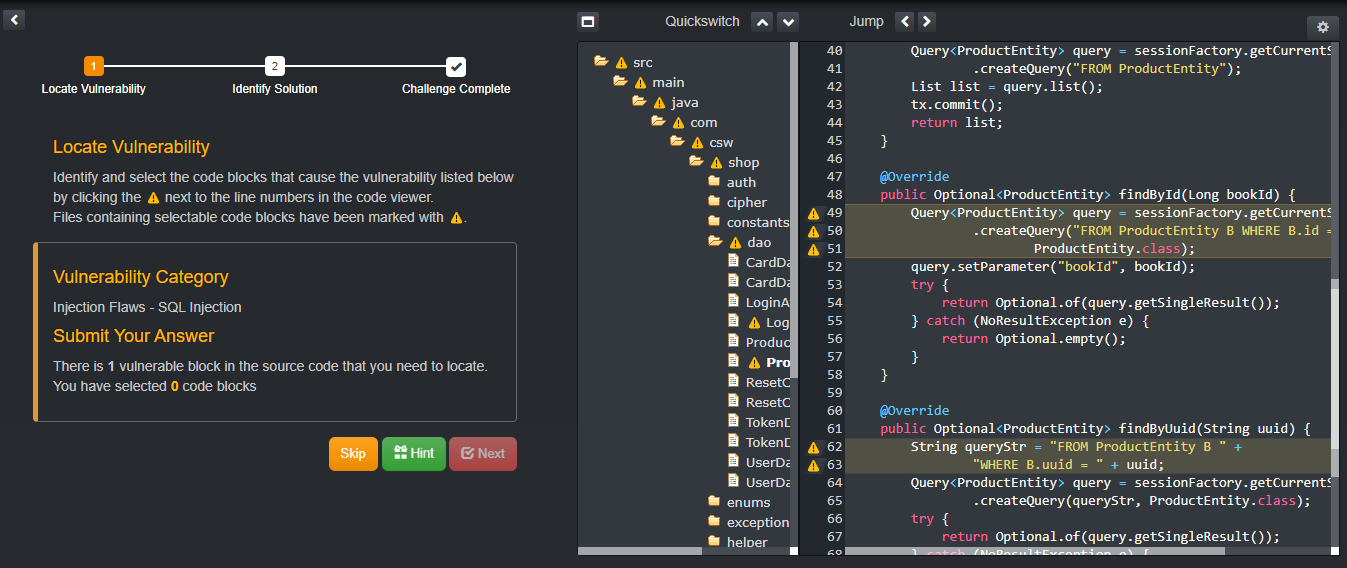 Quickswitch
Jump
1
2
Locate Vulnerability
Identify Solution
Challenge Complete
Locate Vulnerability
Identify and select the code blocks that cause the vulnerability listed below
by clicking the next to the line numbers in the code viewer.
Files containing selectable code blocks have been marked with .
Vulnerability Category
Injection Flaws - SQL Injection
Submit Your Answer
There is 1 vulnerable block in the source code that you need to locate.
You have selected 0 code blocks
Skip
Hint
Next
src
main
java
com
csw
shop
auth
cipher
constants
dao
CardDa
CardDa
LoginA
Log
Produc
Pro
ResetC
ResetC
TokenD
TokenD
UserDa
UserDa
enums
exception
helper
40 Query<ProductEntity> query = sessionFactory.getCurrentS
41 .createQuery("FROM ProductEntity");
42 List list = query.list();
43 tx.commit();
44 return list;
45 }
46
47 @Override
48 public Optional<ProductEntity> findById(Long bookId) {
49 Query<ProductEntity> query = sessionFactory.getCurrentS
50 .createQuery("FROM ProductEntity B WHERE B.id =
51 ProductEntity.class);
52 query.setParameter("bookId", bookId);
53 try {
54 return Optional.of(query.getSingleResult());
55 } catch (NoResultException e) {
56 return Optional.empty();
57 }
58 }
59
60 @Override
61 public Optional<ProductEntity> findByUuid(String uuid) {
62 String queryStr = "FROM ProductEntity B " +
63 "WHERE B.uuid = " + uuid;
64 Query<ProductEntity> query = sessionFactory.getCurrentS
65 .createQuery(queryStr, ProductEntity.class);
66 try {
67 return Optional.of(query.getSingleResult());
68 } catch (NoResultException e) {